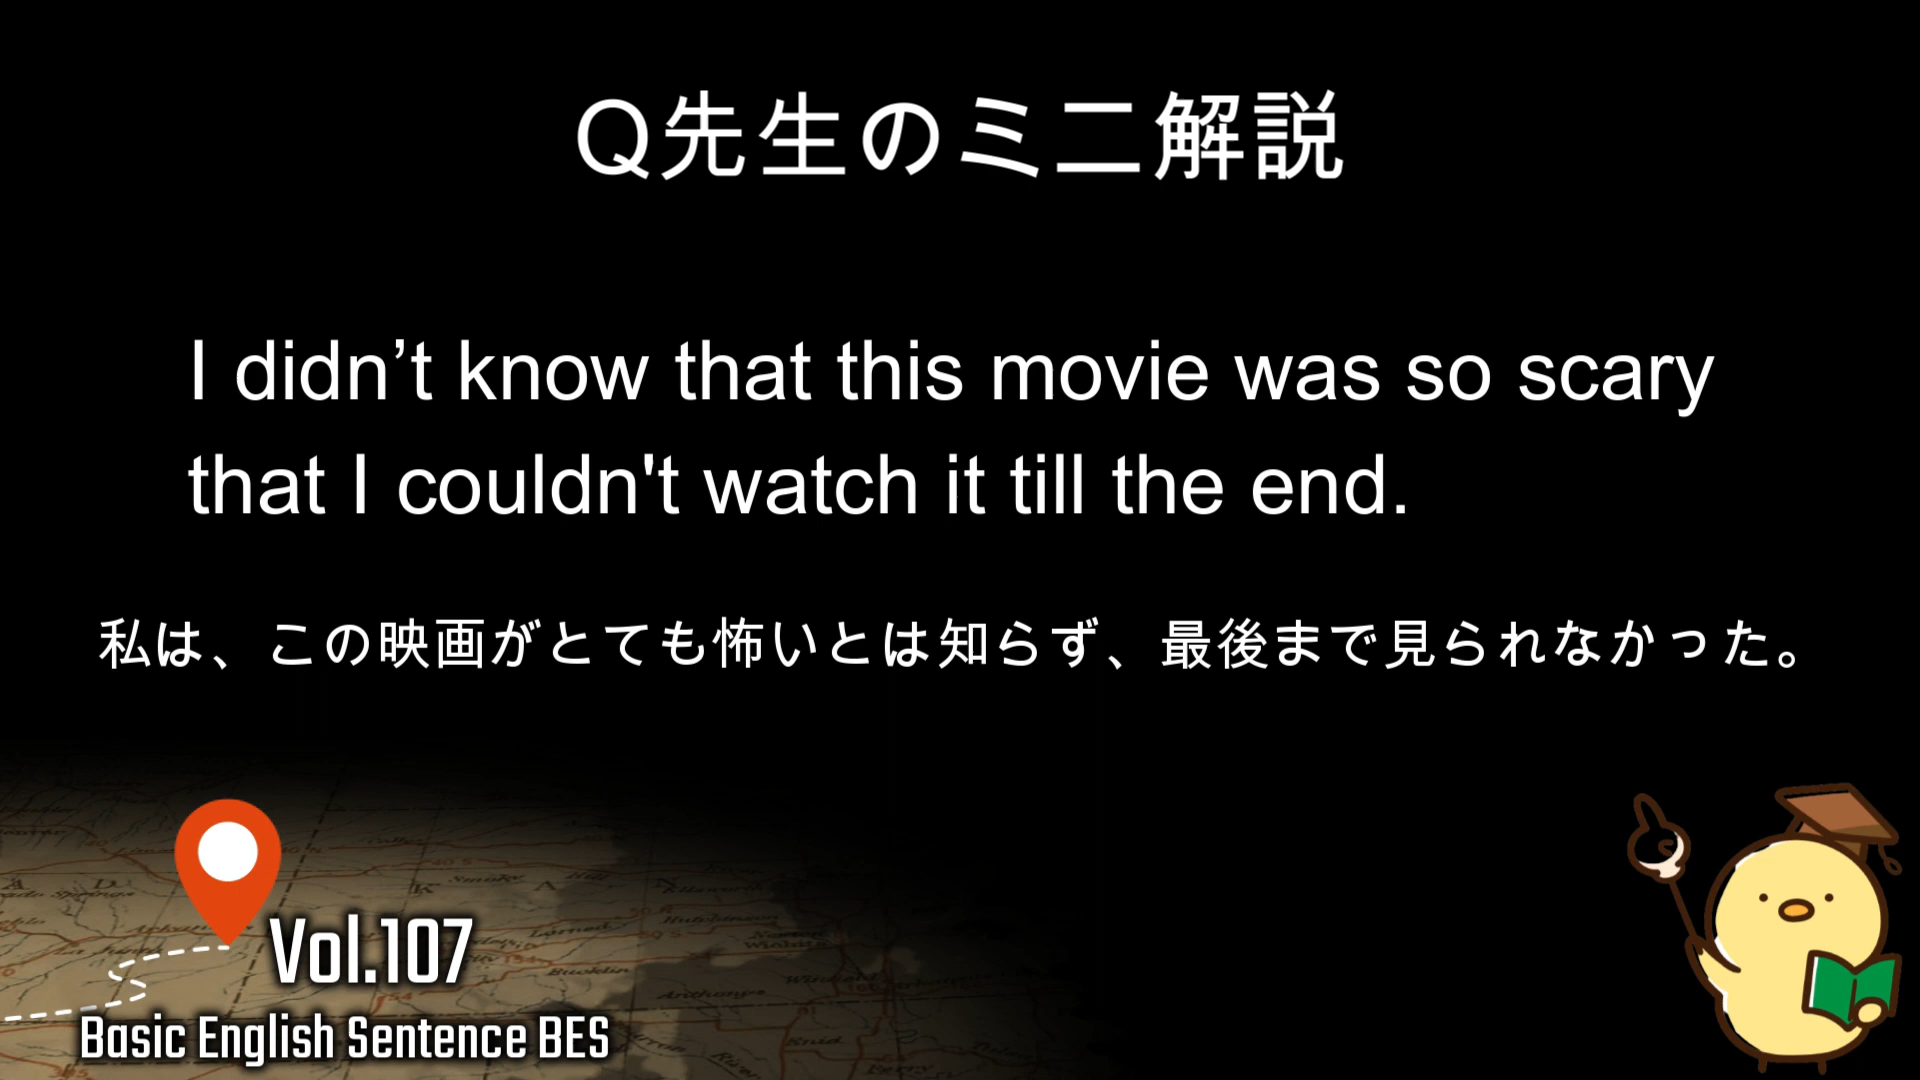 Q先生のミニ解説
I didn’t know that this movie was so scary
that I couldn't watch it till the end.
私は、この映画がとても怖いとは知らず、最後まで見られなかった。
Vol.107
Basic English Sentence BES